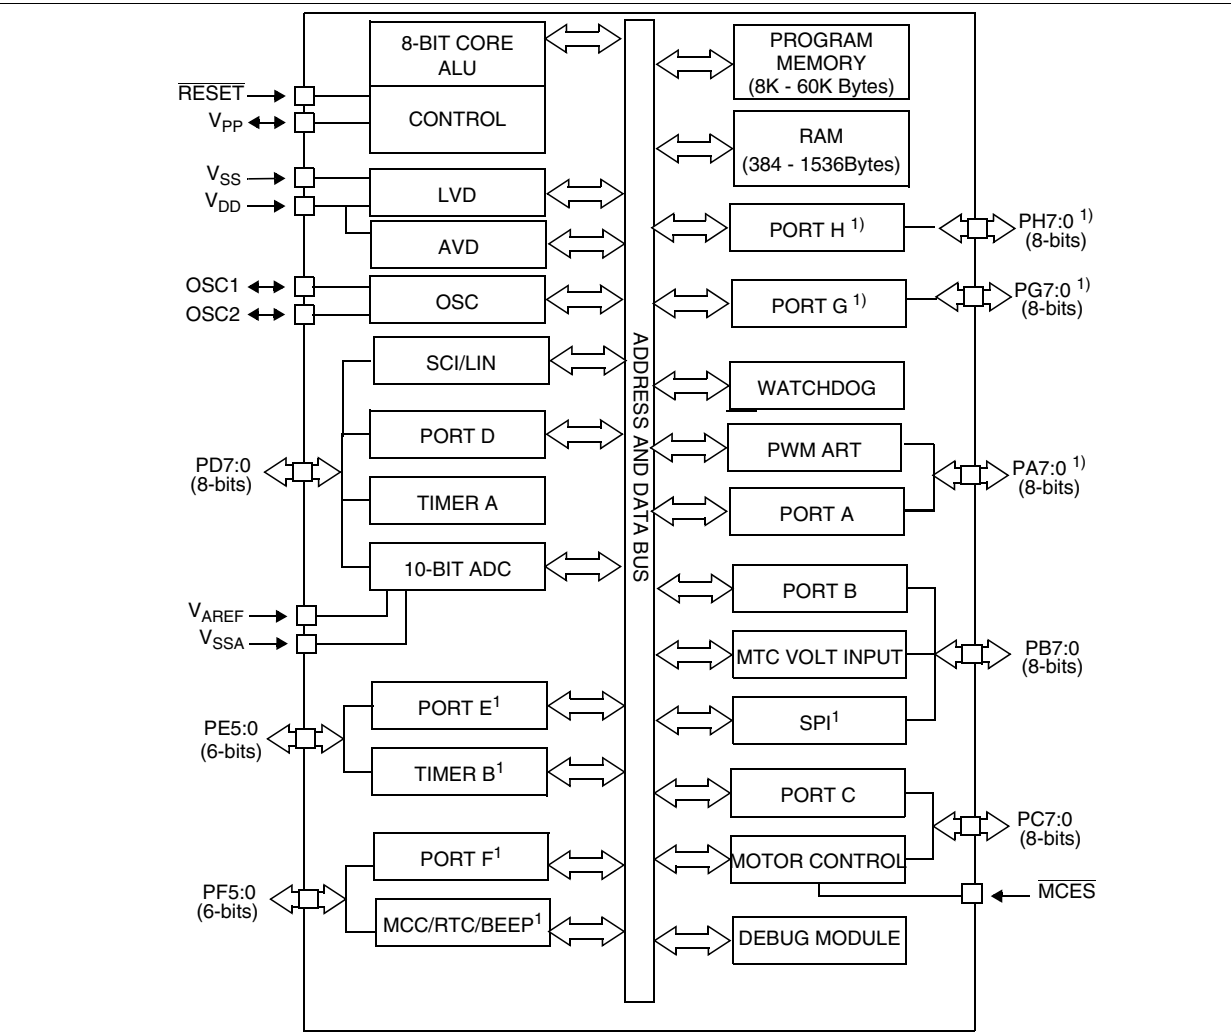 8-BIT CORE
ALU
CONTROL
RESET
VPP
VSS
VDD
LVD
AVD
OSC1
OSC2
OSC
SCI/LIN
PORT D
PD7:0
(8-bits)
TIMER A
10-BIT ADC
VAREF
VSSA
PORT E1
PE5:0
(6-bits)
TIMER B1
PORT F1
PF5:0
(6-bits)
MCC/RTC/BEEP1
ADDRESS AND DATA BUS
PROGRAM
MEMORY
(8K - 60K Bytes)
RAM
(384 - 1536Bytes)
PORT H 1)
PH7:0 1)
(8-bits)
PORT G 1)
PG7:0 1)
(8-bits)
WATCHDOG
PWM ART
PA7:0 1)
(8-bits)
PORT A
PORT B
MTC VOLT INPUT
PB7:0
(8-bits)
SPI1
PORT C
PC7:0
(8-bits)
MOTOR CONTROL
MCES
DEBUG MODULE